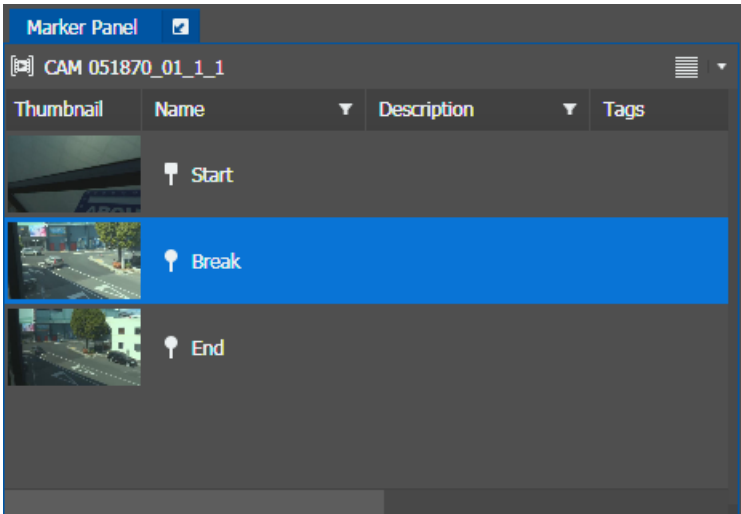 Marker Panel
CAM 051870_01_1_1
Thumbnail Name Description Tags
Start
Break
End